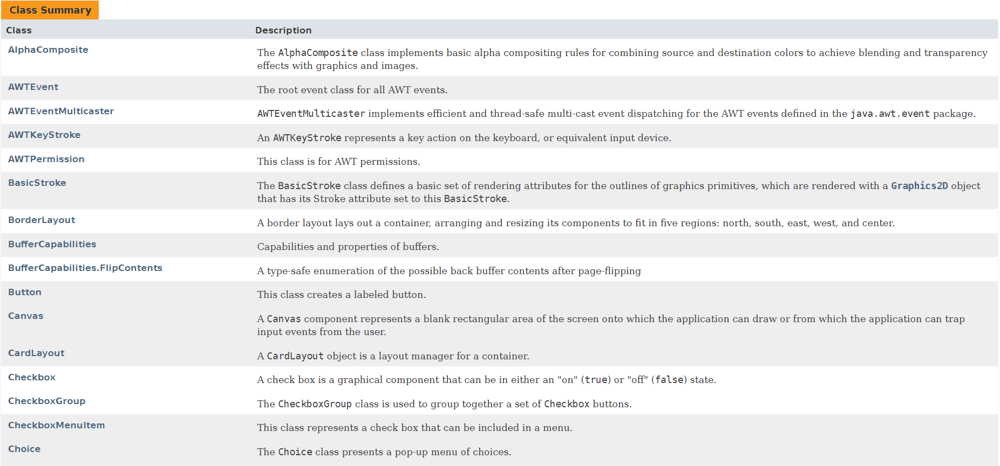 Class Summary
Class Description
AlphaComposite The AlphaComposite class implements basic alpha compositing rules for combining source and destination colors to achieve blending and transparency
effects with graphics and images.
AWTEvent The root event class for all AWT events.
AWTEventMulticaster AWTEventMulticaster implements efficient and thread-safe multi-cast event dispatching for the AWT events defined in the java.awt.event package.
AWTKeyStroke An AWTKeyStroke represents a key action on the keyboard, or equivalent input device.
AWTPermission This class is for AWT permissions.
BasicStroke The BasicStroke class defines a basic set of rendering attributes for the outlines of graphics primitives, which are rendered with a Graphics2D object
that has its Stroke attribute set to this BasicStroke.
BorderLayout A border layout lays out a container, arranging and resizing its components to fit in five regions: north, south, east, west, and center.
BufferCapabilities Capabilities and properties of buffers.
BufferCapabilities.FlipContents A type-safe enumeration of the possible back buffer contents after page-flipping
Button This class creates a labeled button.
Canvas A Canvas component represents a blank rectangular area of the screen onto which the application can draw or from which the application can trap
input events from the user.
CardLayout A CardLayout object is a layout manager for a container.
Checkbox A check box is a graphical component that can be in either an "on" (true) or "off" (false) state.
CheckboxGroup The CheckboxGroup class is used to group together a set of Checkbox buttons.
CheckboxMenuItem This class represents a check box that can be included in a menu.
Choice The Choice class presents a pop-up menu of choices.